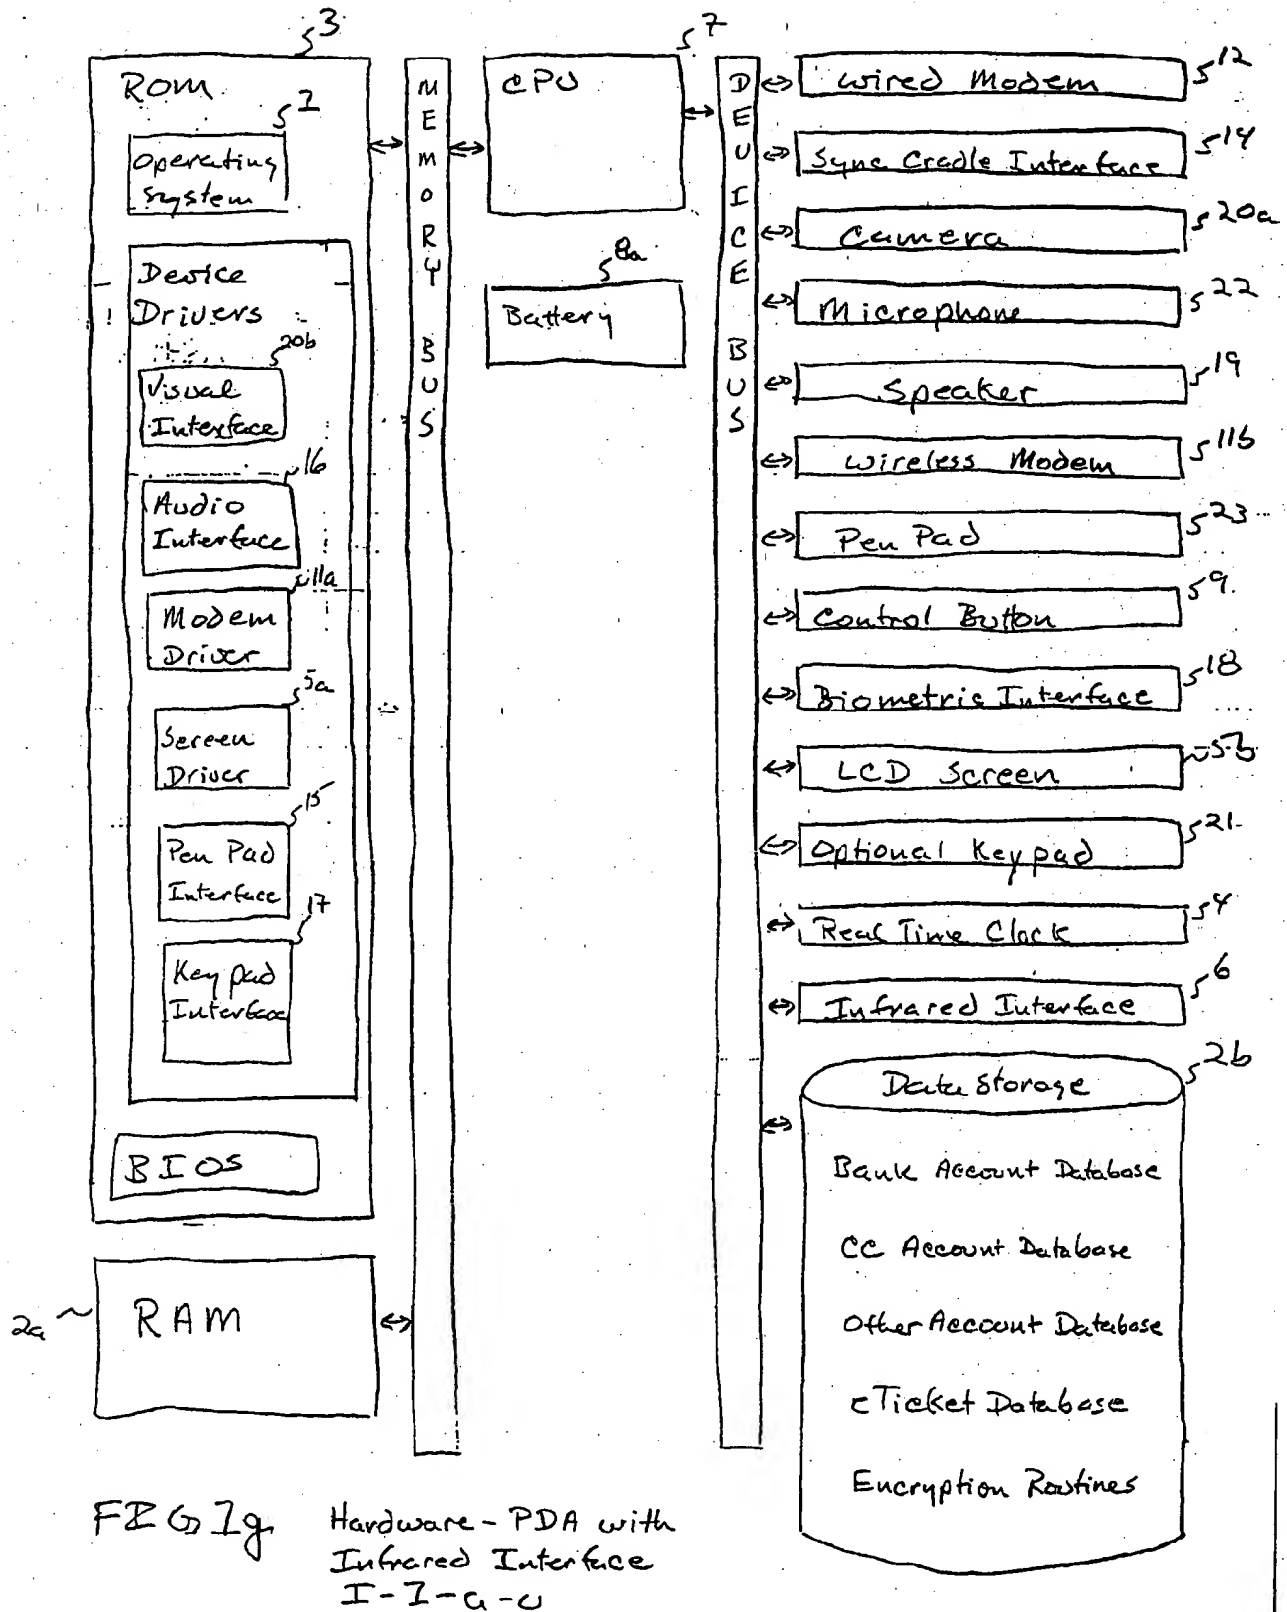 3
ROM
1
Operating
System
Device
Drivers
20b
Visual
Interface
16
Audio
Interface
11a
Modem
Driver
5a
Screen
Driver
15
Pen Pad
Interface
17
Keypad
Interface
BIOS
2a
RAM
MEMORY BUS
7
CPU
8a
Battery
DEVICE BUS
Wired Modem
12
Sync Cradle Interface
14
Camera
20a
Microphone
22
Speaker
19
Wireless Modem
11b
Pen Pad
23
Control Button
9
Biometric Interface
18
LCD Screen
5b
Optional Keypad
21
Real Time Clock
4
Infrared Interface
6
Data Storage
2b
Bank Account Database
CC Account Database
Other Account Database
eTicket Database
Encryption Routines
FIG 1g
Hardware - PDA with
Infrared Interface